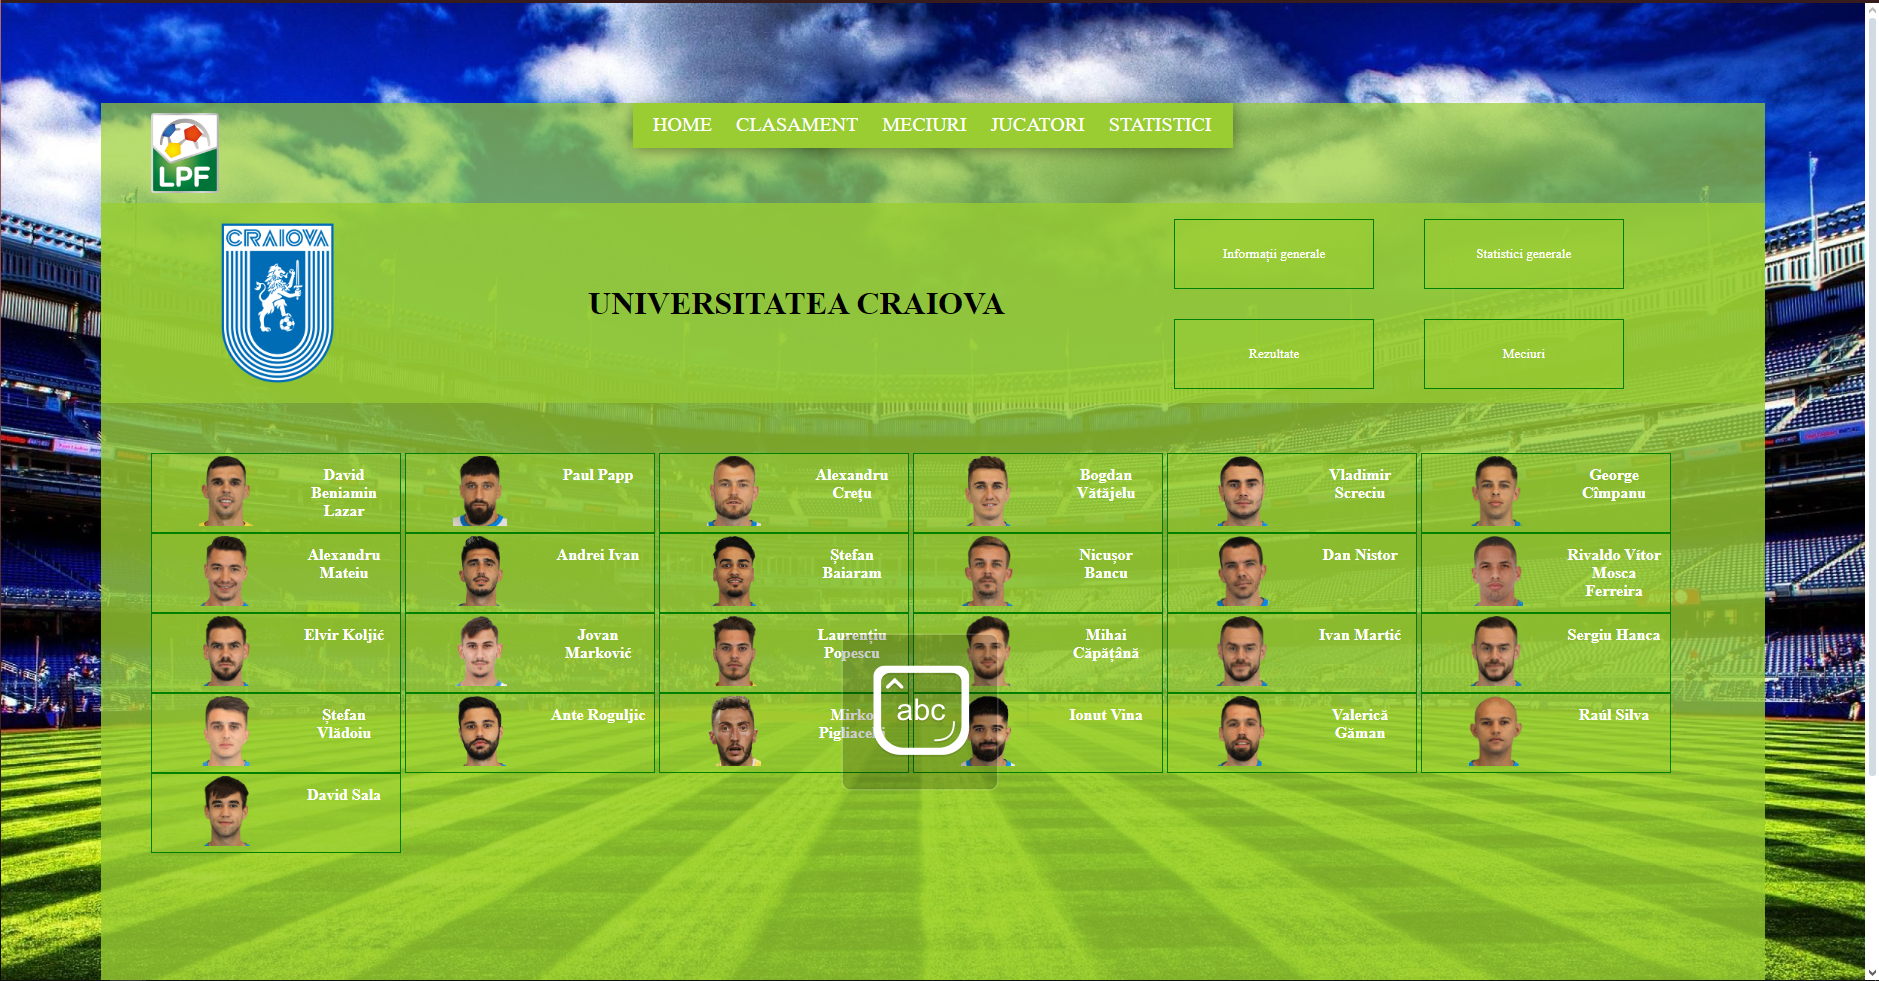 HOME CLASAMENT MECIURI JUCATORI STATISTICI
LPF
CRAIOVA
UNIVERSITATEA CRAIOVA
Informații generale
Statistici generale
Rezultate
Meciuri
David
Beniamin
Lazar
Paul Papp
Alexandru
Crețu
Bogdan
Vătăjelu
Vladimir
Screciu
George
Cîmpanu
Alexandru
Mateiu
Andrei Ivan
Ștefan
Baiaram
Nicușor
Bancu
Dan Nistor
Rivaldo Vítor
Mosca
Ferreira
Elvir Koljić
Jovan
Marković
Laurențiu
Popescu
Mihai
Căpățână
Ivan Martić
Sergiu Hanca
Ștefan
Vlădoiu
Ante Roguljic
Mirko
Pigliacelli
abc
Ionut Vina
Valerică
Găman
Raúl Silva
David Sala